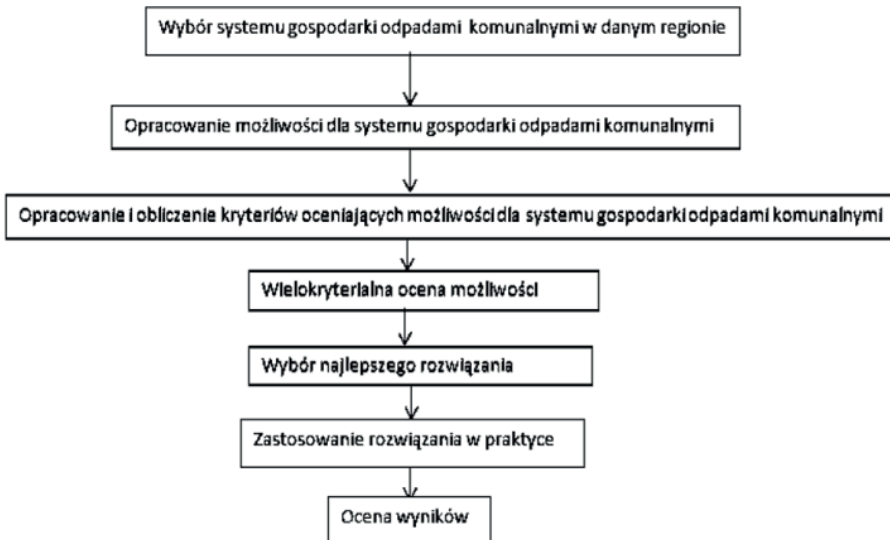 Wybór systemu gospodarki odpadami komunalnymi w danym regionie
Opracowanie możliwości dla systemu gospodarki odpadami komunalnymi
Opracowanie i obliczenie kryteriów oceniających możliwości dla systemu gospodarki odpadami komunalnymi
Wielokryterialna ocena możliwości
Wybór najlepszego rozwiązania
Zastosowanie rozwiązania w praktyce
Ocena wyników